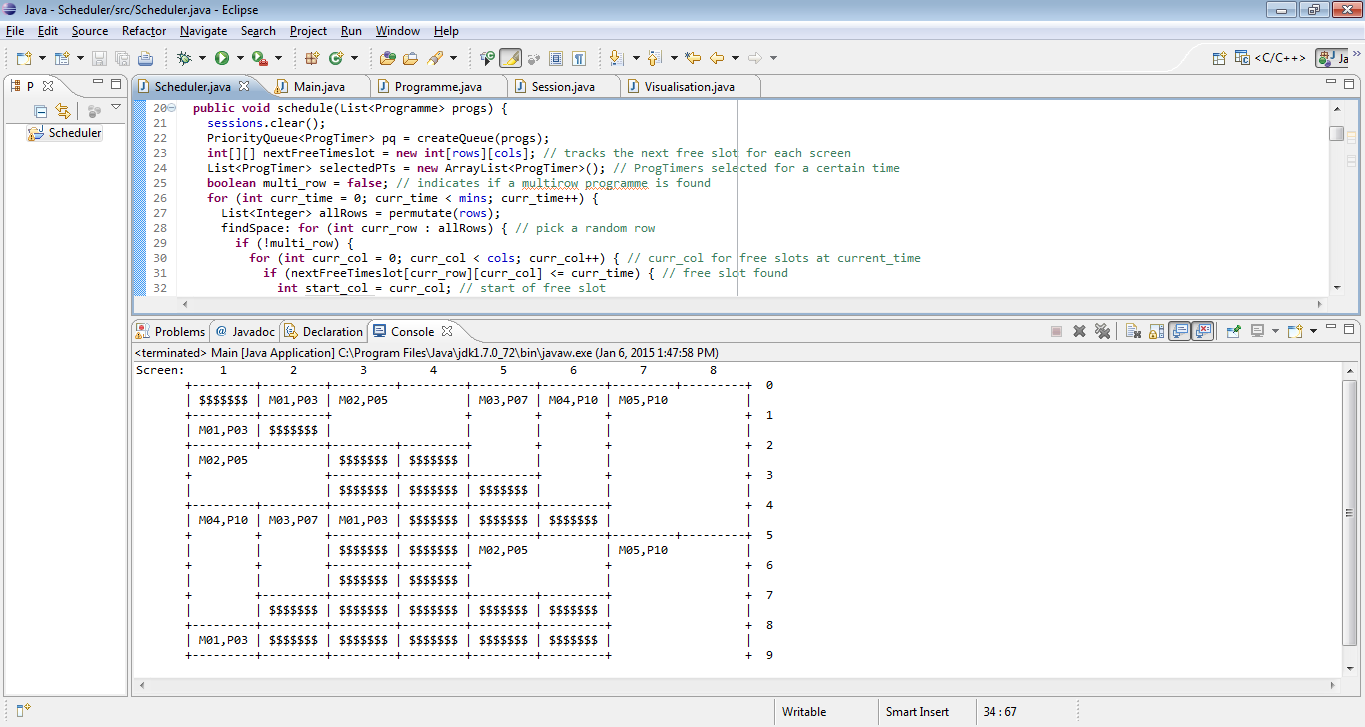 Java - Scheduler/src/Scheduler.java - Eclipse
File Edit Source Refactor Navigate Search Project Run Window Help
<C/C++> Ja
P Scheduler.java Main.java Programme.java Session.java Visualisation.java
Scheduler
20 public void schedule(List<Programme> progs) {
21 sessions.clear();
22 PriorityQueue<ProgTimer> pq = createQueue(progs);
23 int[][] nextFreeTimeslot = new int[rows][cols]; // tracks the next free slot for each screen
24 List<ProgTimer> selectedPTs = new ArrayList<ProgTimer>(); // ProgTimers selected for a certain time
25 boolean multi_row = false; // indicates if a multirow programme is found
26 for (int curr_time = 0; curr_time < mins; curr_time++) {
27 List<Integer> allRows = permutate(rows);
28 findSpace: for (int curr_row : allRows) { // pick a random row
29 if (!multi_row) {
30 for (int curr_col = 0; curr_col < cols; curr_col++) { // curr_col for free slots at current_time
31 if (nextFreeTimeslot[curr_row][curr_col] <= curr_time) { // free slot found
32 int start_col = curr_col; // start of free slot
Problems @ Javadoc Declaration Console
<terminated> Main [Java Application] C:\Program Files\Java\jdk1.7.0_72\bin\javaw.exe (Jan 6, 2015 1:47:58 PM)
Screen:    1         2         3         4         5         6         7         8
       +---------+---------+---------+---------+---------+---------+---------+---------+  0
       | $$$$$$$ | M01,P03 | M02,P05           | M03,P07 | M04,P10 | M05,P10           |
       +---------+---------+                   +         +         +                   +  1
       | M01,P03 | $$$$$$$ |                   |         |         |                   |
       +---------+---------+---------+---------+         +         +                   +  2
       | M02,P05           | $$$$$$$ | $$$$$$$ |         |         |                   |
       +                   +---------+---------+---------+         +                   +  3
       |                   | $$$$$$$ | $$$$$$$ | $$$$$$$ |         |                   |
       +---------+---------+---------+---------+---------+---------+                   +  4
       | M04,P10 | M03,P07 | M01,P03 | $$$$$$$ | $$$$$$$ | $$$$$$$ |                   |
       +         +         +---------+---------+---------+---------+---------+---------+  5
       |         |         | $$$$$$$ | $$$$$$$ | M02,P05           | M05,P10           |
       +         +         +---------+---------+                   +                   +  6
       |         |         | $$$$$$$ | $$$$$$$ |                   |                   |
       +         +---------+---------+---------+---------+---------+                   +  7
       |         | $$$$$$$ | $$$$$$$ | $$$$$$$ | $$$$$$$ | $$$$$$$ |                   |
       +---------+---------+---------+---------+---------+---------+                   +  8
       | M01,P03 | $$$$$$$ | $$$$$$$ | $$$$$$$ | $$$$$$$ | $$$$$$$ |                   |
       +---------+---------+---------+---------+---------+---------+                   +  9
Writable Smart Insert 34 : 67